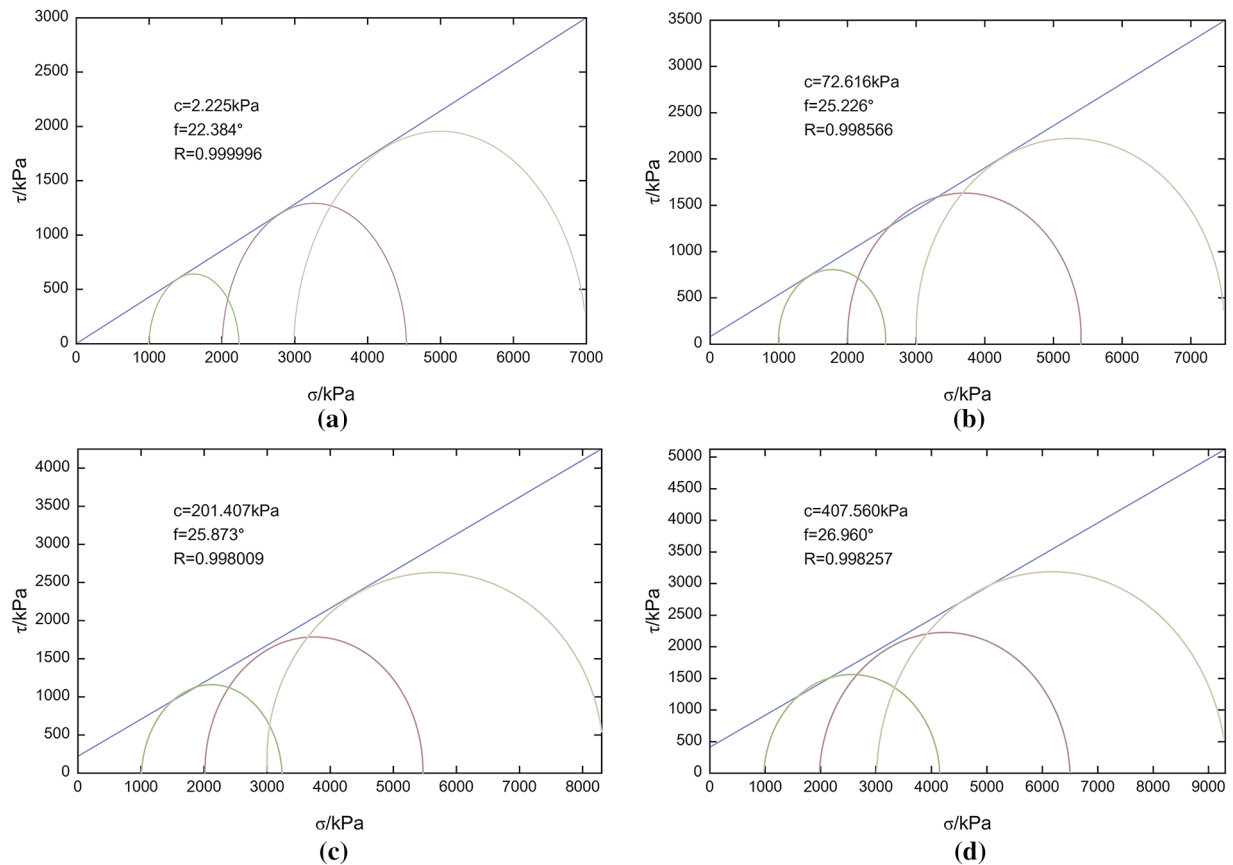 3000
2500
2000
1500
1000
500
0
τ/kPa
c=2.225kPa
f=22.384°
R=0.999996
0 1000 2000 3000 4000 5000 6000 7000
σ/kPa
(a)
3500
3000
2500
2000
1500
1000
500
0
τ/kPa
c=72.616kPa
f=25.226°
R=0.998566
0 1000 2000 3000 4000 5000 6000 7000
σ/kPa
(b)
4000
3500
3000
2500
2000
1500
1000
500
0
τ/kPa
c=201.407kPa
f=25.873°
R=0.998009
0 1000 2000 3000 4000 5000 6000 7000 8000
σ/kPa
(c)
5000
4500
4000
3500
3000
2500
2000
1500
1000
500
0
τ/kPa
c=407.560kPa
f=26.960°
R=0.998257
0 1000 2000 3000 4000 5000 6000 7000 8000 9000
σ/kPa
(d)